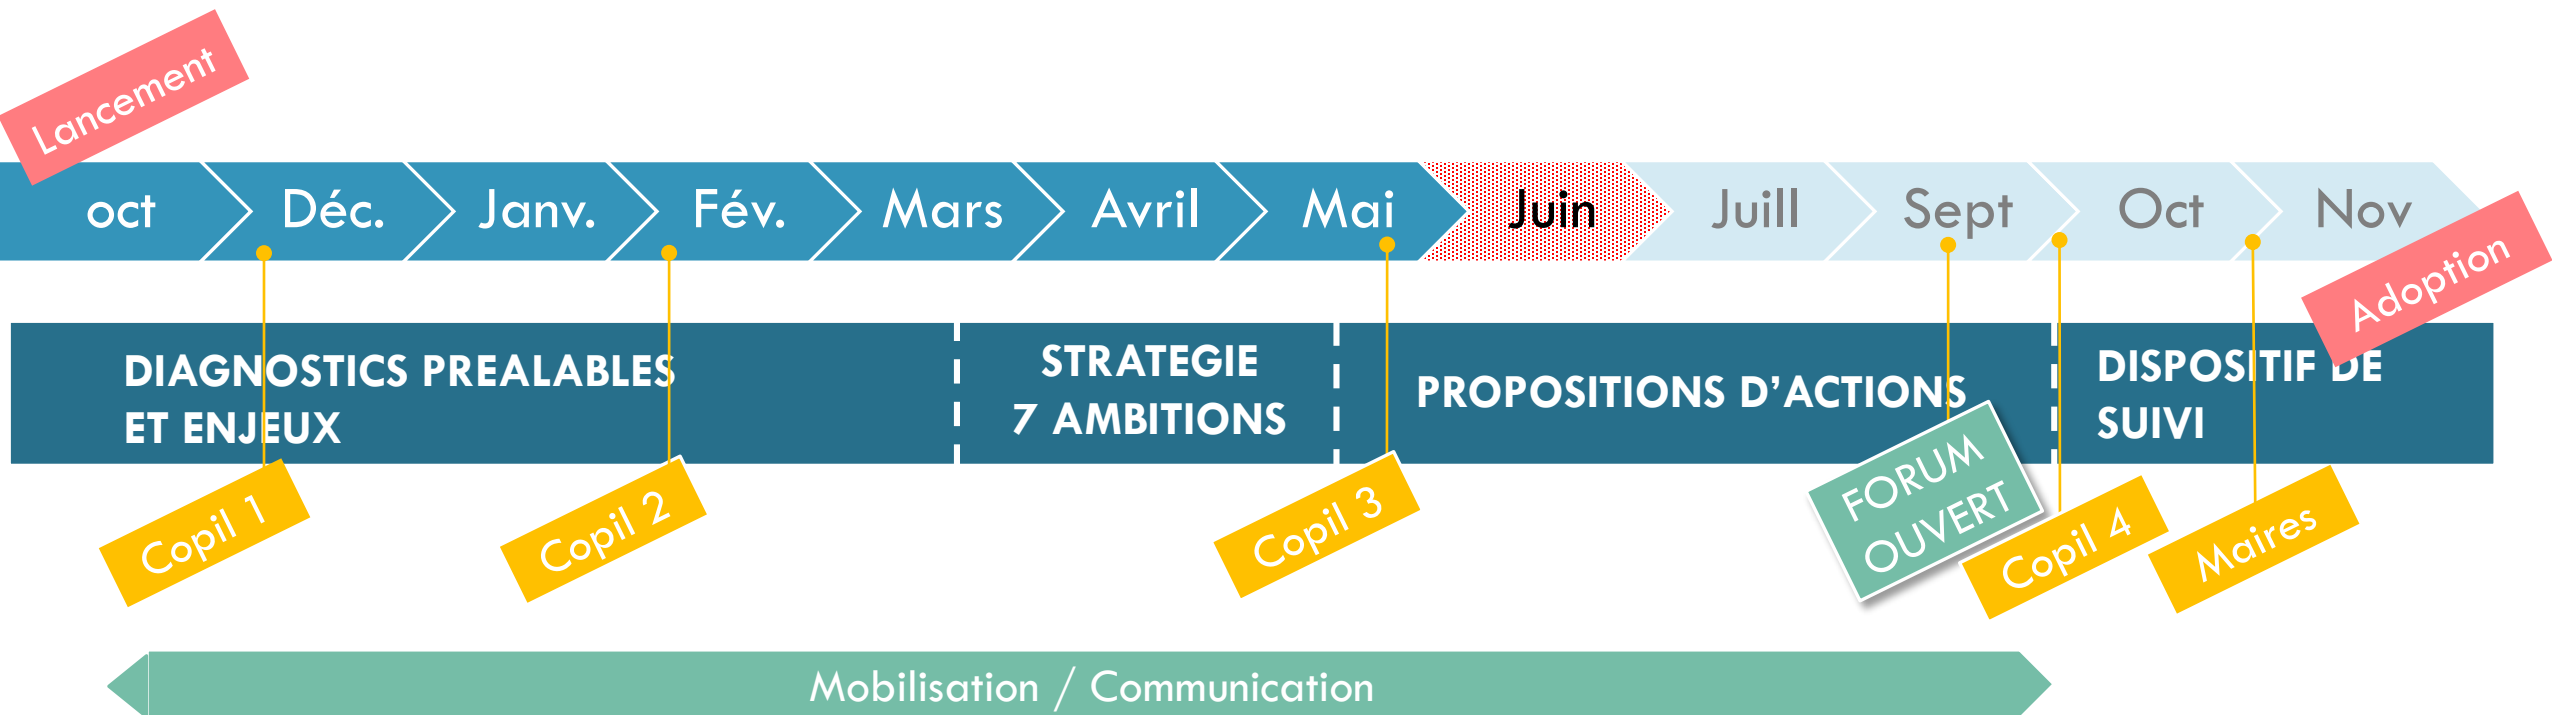 Lancement
oct Déc. Janv. Fév. Mars Avril Mai Juin Juill Sept Oct Nov
Adoption
DIAGNOSTICS PREALABLES
ET ENJEUX
STRATEGIE
7 AMBITIONS
PROPOSITIONS D’ACTIONS
DISPOSITIF DE
SUIVI
Copil 1
Copil 2
Copil 3
FORUM
OUVERT
Copil 4
Maires
Mobilisation / Communication